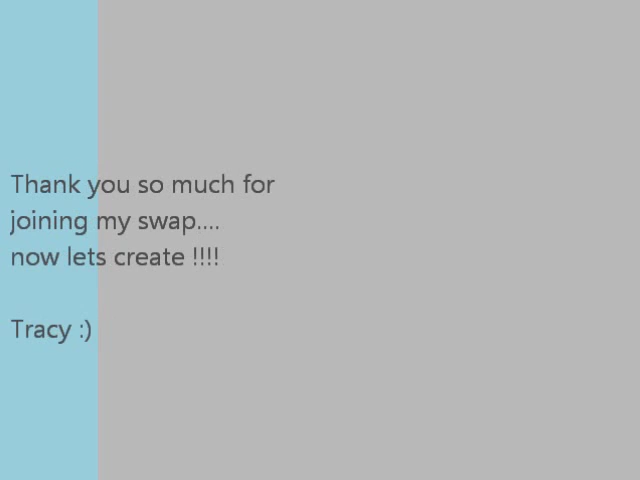 Thank you so much for
joining my swap....
now lets create !!!!
Tracy :)